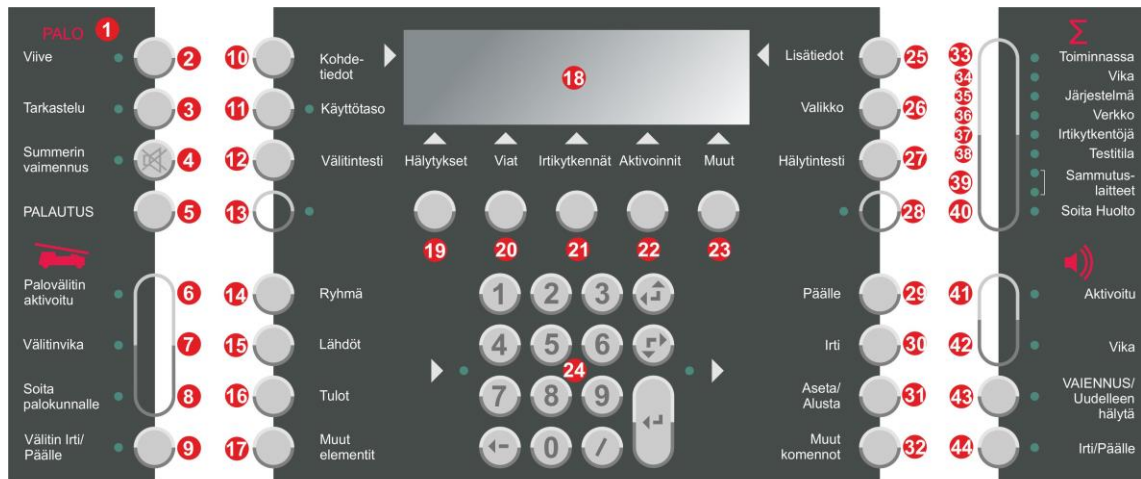 PALO 1
Viive 2
Tarkastelu 3
Summerin
vaimennus 4
PALAUTUS 5
Palovälitin
aktivoitu 6
Välitinvika 7
Soita
palokunnalle 8
Välitin Irti/
Päälle 9
10 Kohde-
tiedot
11 Käyttötaso
12 Välitintesti
13
14 Ryhmä
15 Lähdöt
16 Tulot
17 Muut
elementit
18
Hälytykset Viat Irtikytkennät Aktivoinnit Muut
19 20 21 22 23
1 2 3
4 5 6
24
7 8 9
0 /
Lisätiedot 25
Valikko 26
Hälytintesti 27
28
Päälle 29
Irti 30
Aseta/
Alusta 31
Muut
komennot 32
Σ
33 Toiminnassa
34 Vika
35 Järjestelmä
36 Verkko
37 Irtikytkentöjä
38 Testitila
39 Sammutus-
laitteet
40 Soita Huolto
41 Aktivoitu
42 Vika
43 VAIENNUS/
Uudelleen
hälytä
44 Irti/Päälle